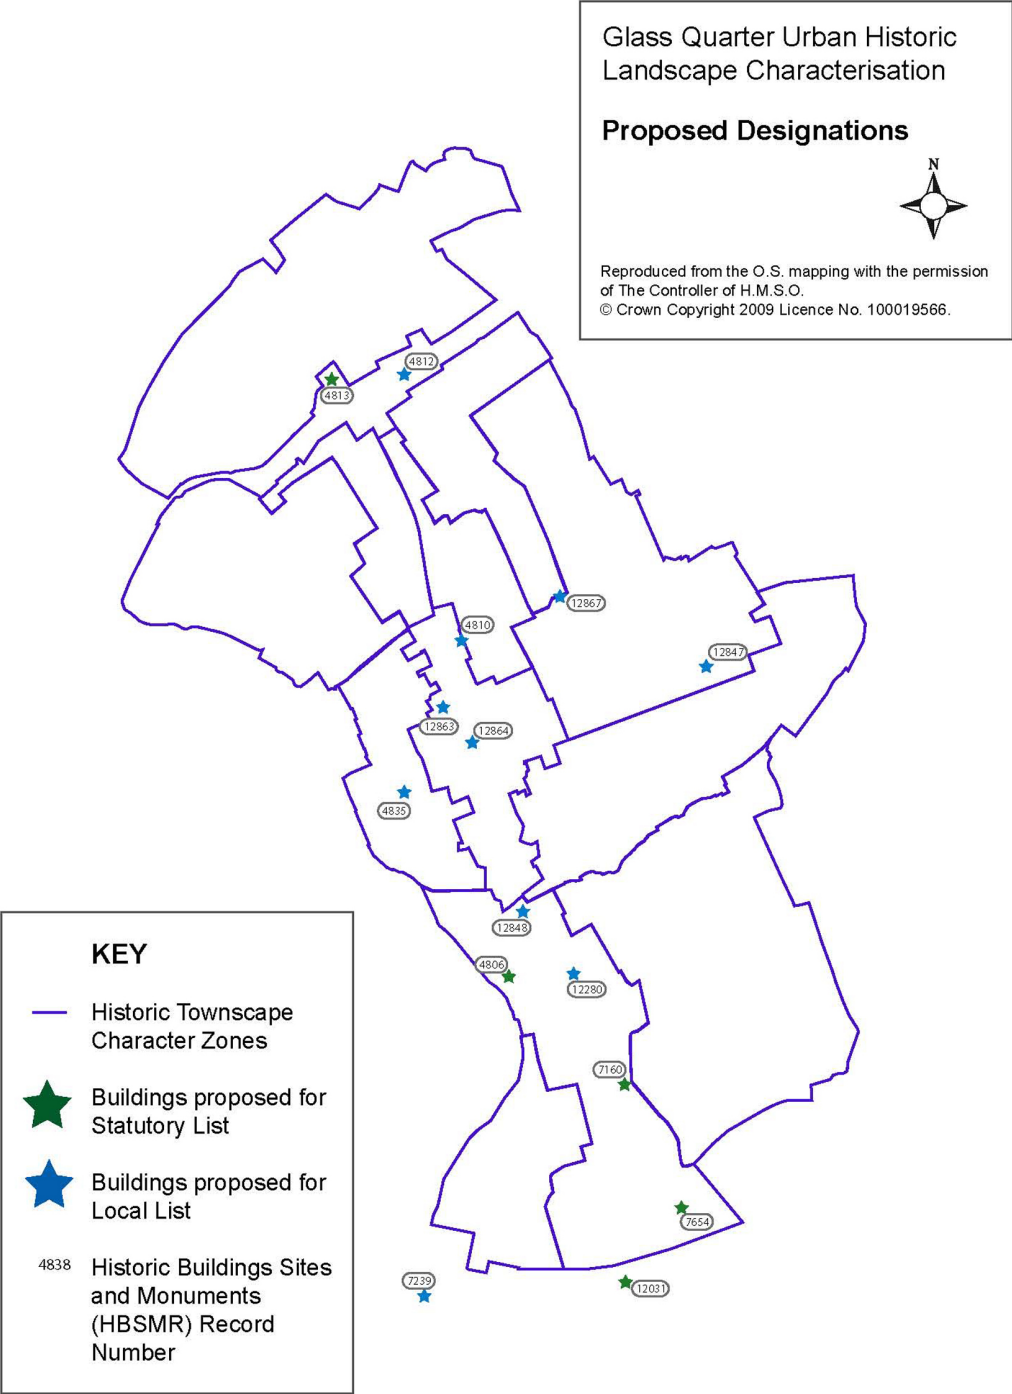 Glass Quarter Urban Historic
Landscape Characterisation
Proposed Designations
N
Reproduced from the O.S. mapping with the permission
of The Controller of H.M.S.O.
© Crown Copyright 2009 Licence No. 100019566.
4812
4813
12867
4810
12847
12863
12864
4835
12848
4806
12280
7160
7654
7239
12031
KEY
Historic Townscape
Character Zones
Buildings proposed for
Statutory List
Buildings proposed for
Local List
4838
Historic Buildings Sites
and Monuments
(HBSMR) Record
Number